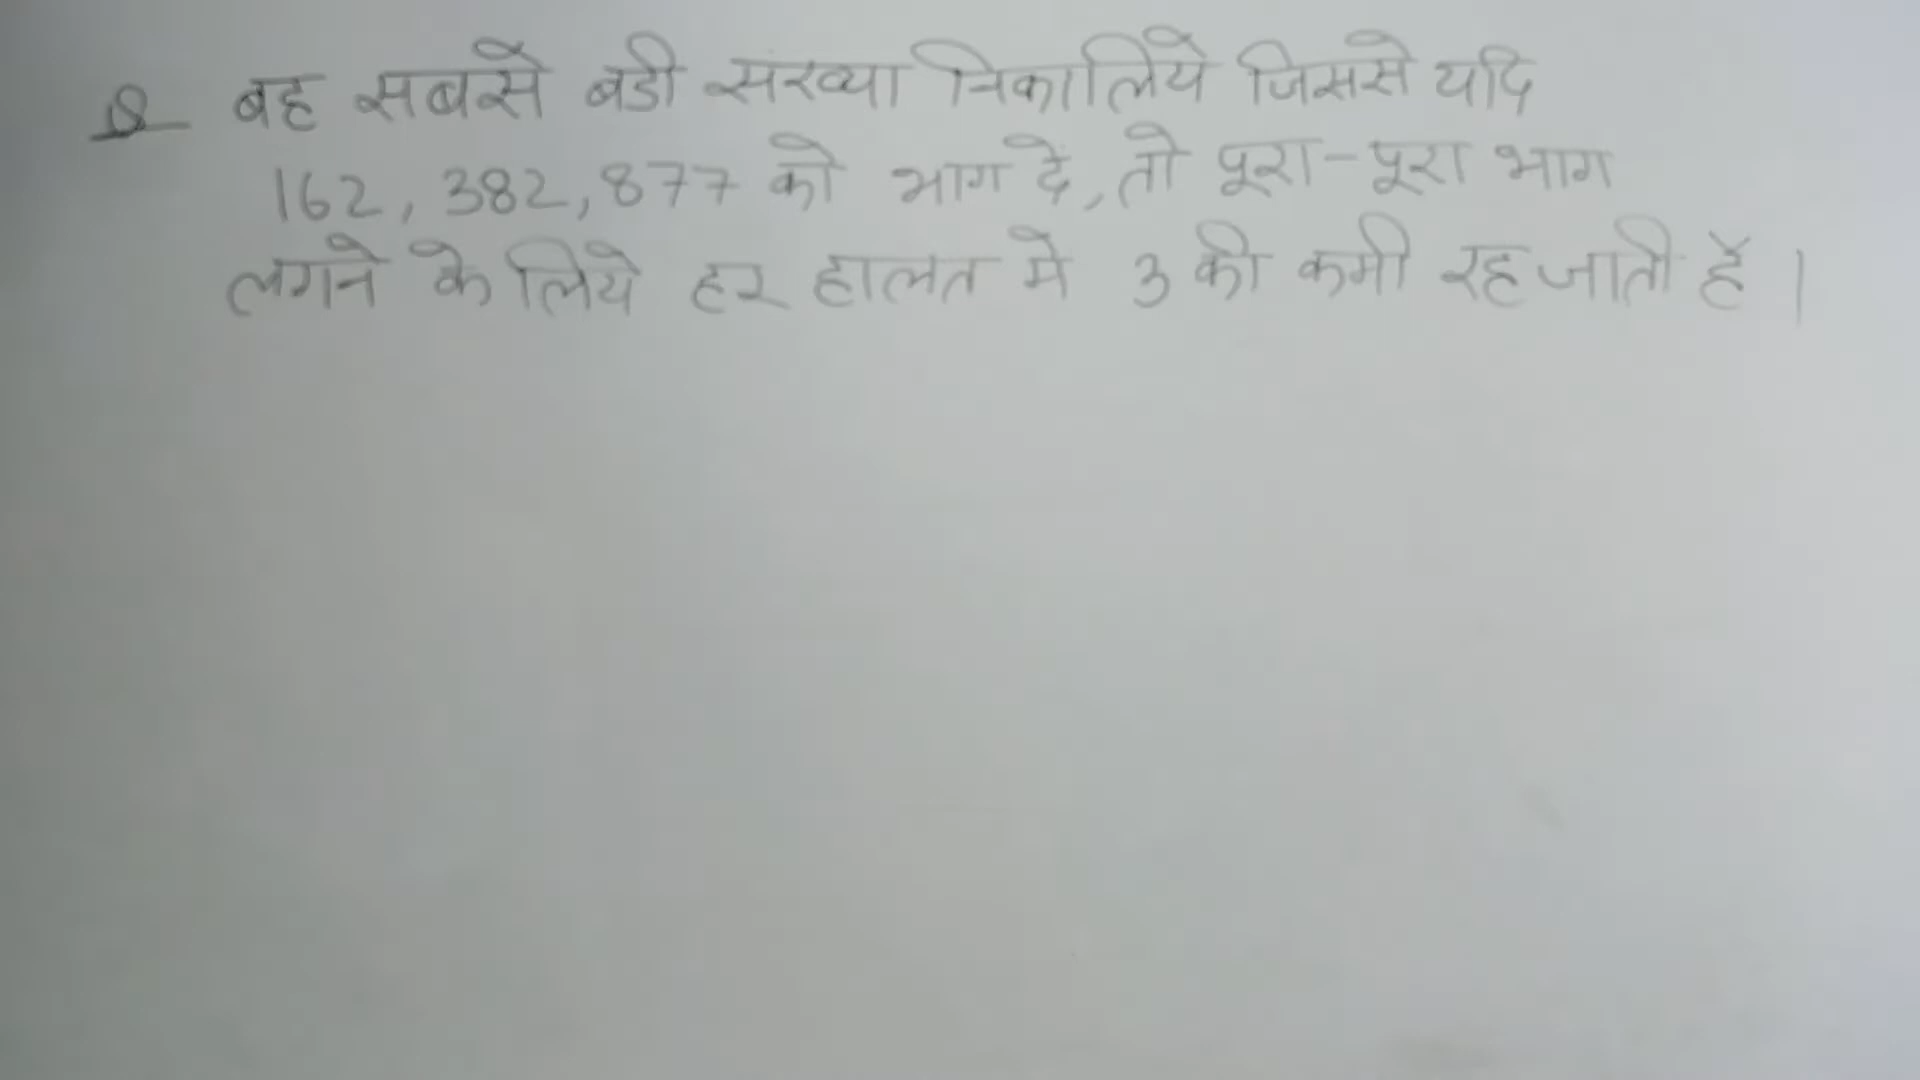 Q बह सबसे बडी संख्या निकालिये जिससे यदि
162, 382, 877 को भाग दें, तो पूरा-पूरा भाग
लगने के लिये हर हालत मे 3 की कमी रह जाती है ।